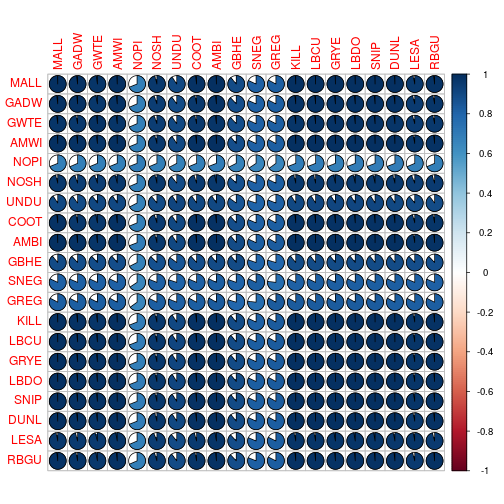 MALL GADW GWTE AMWI NOPI NOSH UNDU COOT AMBI GBHE SNEG GREG KILL LBCU GRYE LBDO SNIP DUNL LESA RBGU
MALL
GADW
GWTE
AMWI
NOPI
NOSH
UNDU
COOT
AMBI
GBHE
SNEG
GREG
KILL
LBCU
GRYE
LBDO
SNIP
DUNL
LESA
RBGU
1
0.8
0.6
0.4
0.2
0
-0.2
-0.4
-0.6
-0.8
-1